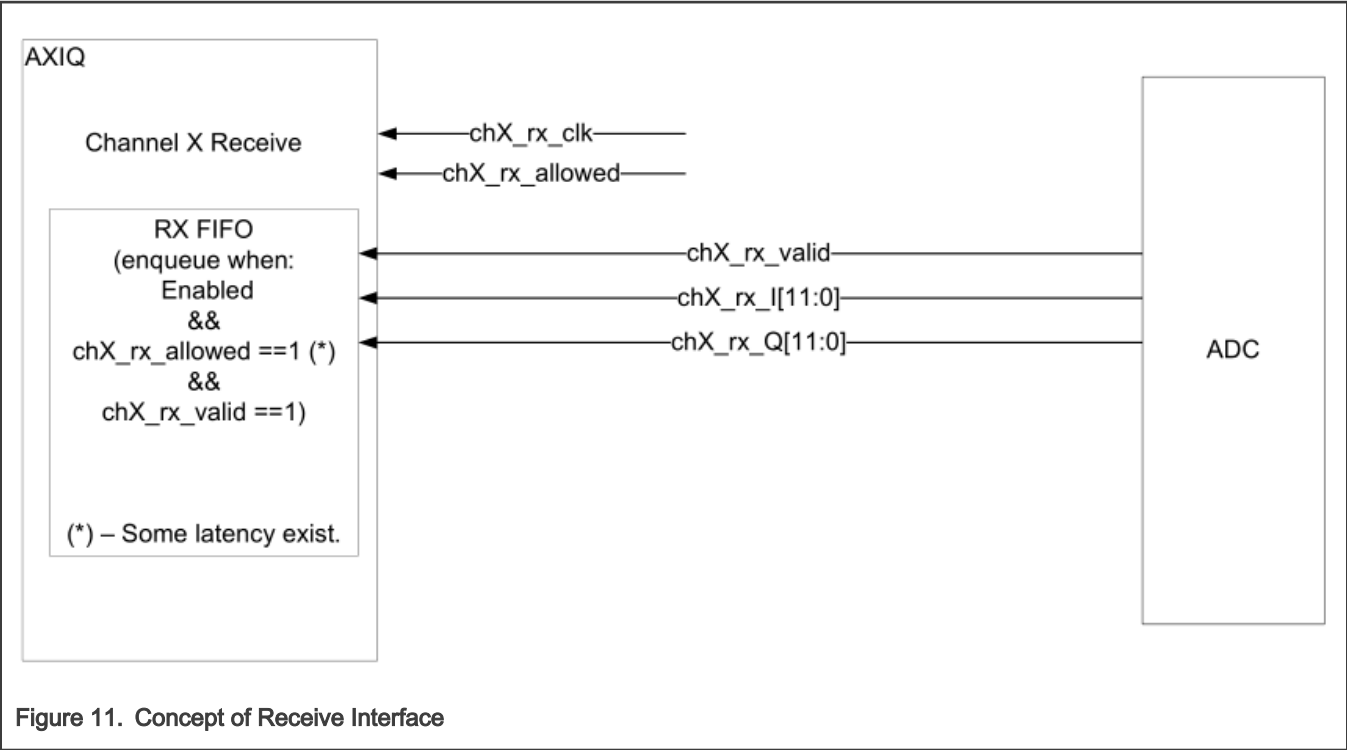 AXIQ
Channel X Receive
chX_rx_clk
chX_rx_allowed
RX FIFO
(enqueue when:
Enabled
&&
chX_rx_allowed ==1 (*)
&&
chX_rx_valid ==1)
(*) – Some latency exist.
chX_rx_valid
chX_rx_I[11:0]
chX_rx_Q[11:0]
ADC
Figure 11. Concept of Receive Interface